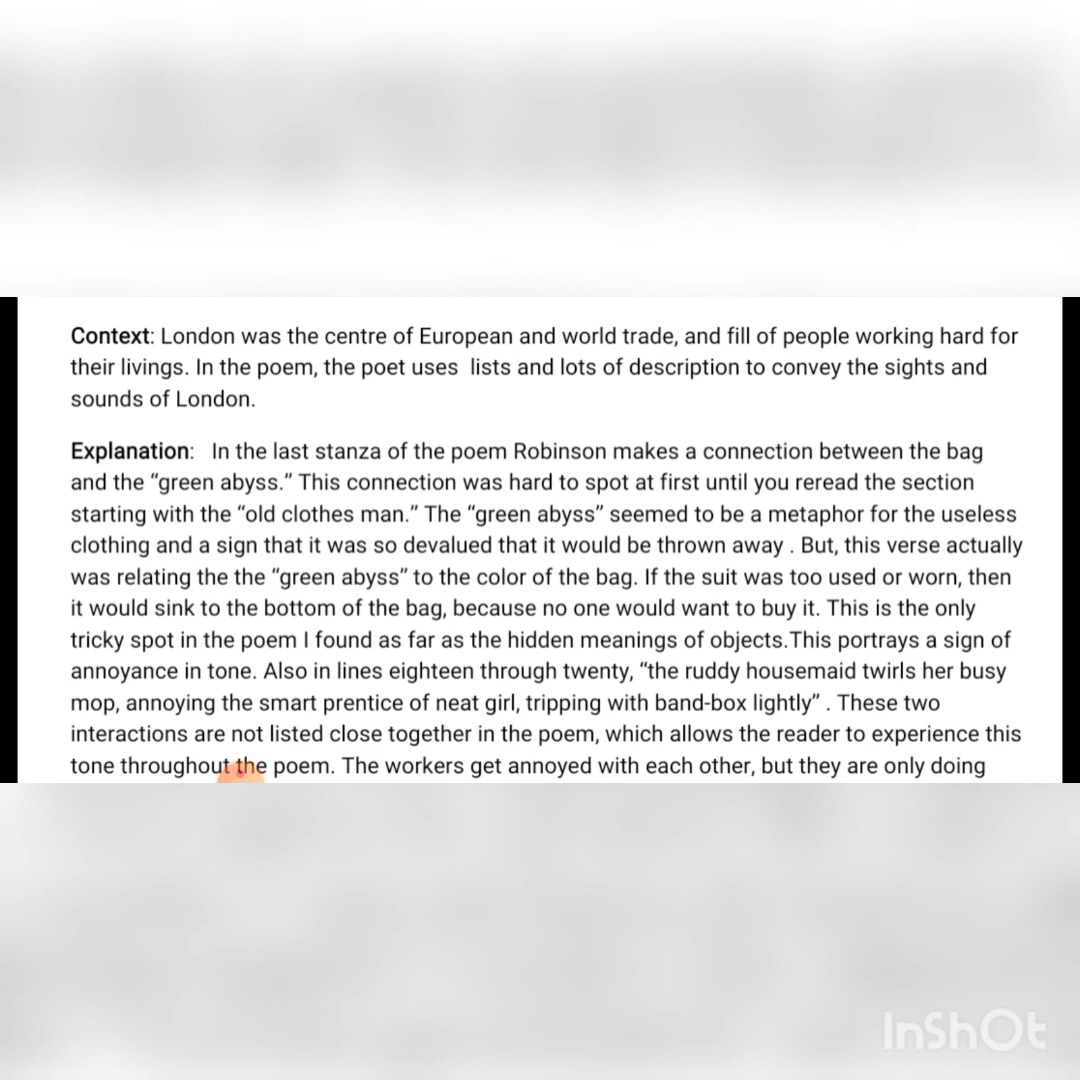 Context: London was the centre of European and world trade, and fill of people working hard for
their livings. In the poem, the poet uses  lists and lots of description to convey the sights and
sounds of London.
Explanation:   In the last stanza of the poem Robinson makes a connection between the bag
and the “green abyss.” This connection was hard to spot at first until you reread the section
starting with the “old clothes man.” The “green abyss” seemed to be a metaphor for the useless
clothing and a sign that it was so devalued that it would be thrown away . But, this verse actually
was relating the the “green abyss” to the color of the bag. If the suit was too used or worn, then
it would sink to the bottom of the bag, because no one would want to buy it. This is the only
tricky spot in the poem I found as far as the hidden meanings of objects.This portrays a sign of
annoyance in tone. Also in lines eighteen through twenty, “the ruddy housemaid twirls her busy
mop, annoying the smart prentice of neat girl, tripping with band-box lightly” . These two
interactions are not listed close together in the poem, which allows the reader to experience this
tone throughout the poem. The workers get annoyed with each other, but they are only doing
InShOt